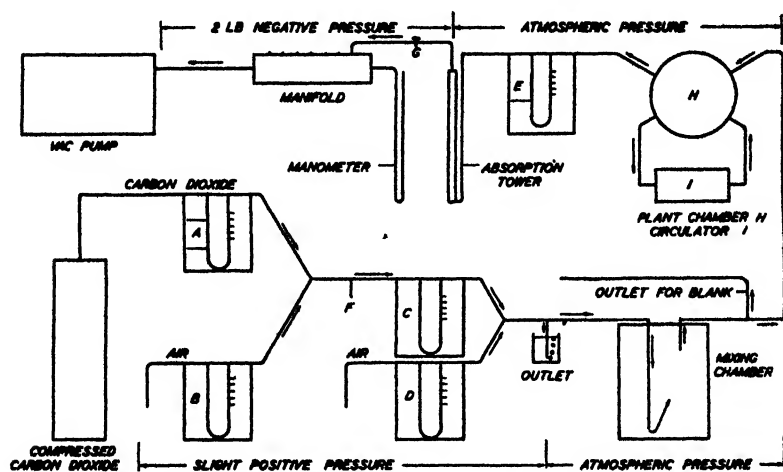 2 LB NEGATIVE PRESSURE
ATMOSPHERIC PRESSURE
G
E
H
MANIFOLD
VAC PUMP
MANOMETER
ABSORPTION
TOWER
I
PLANT CHAMBER H
CIRCULATOR I
CARBON DIOXIDE
A
OUTLET FOR BLANK
F
C
AIR
B
AIR
D
OUTLET
MIXING
CHAMBER
COMPRESSED
CARBON DIOXIDE
SLIGHT POSITIVE PRESSURE
ATMOSPHERIC PRESSURE